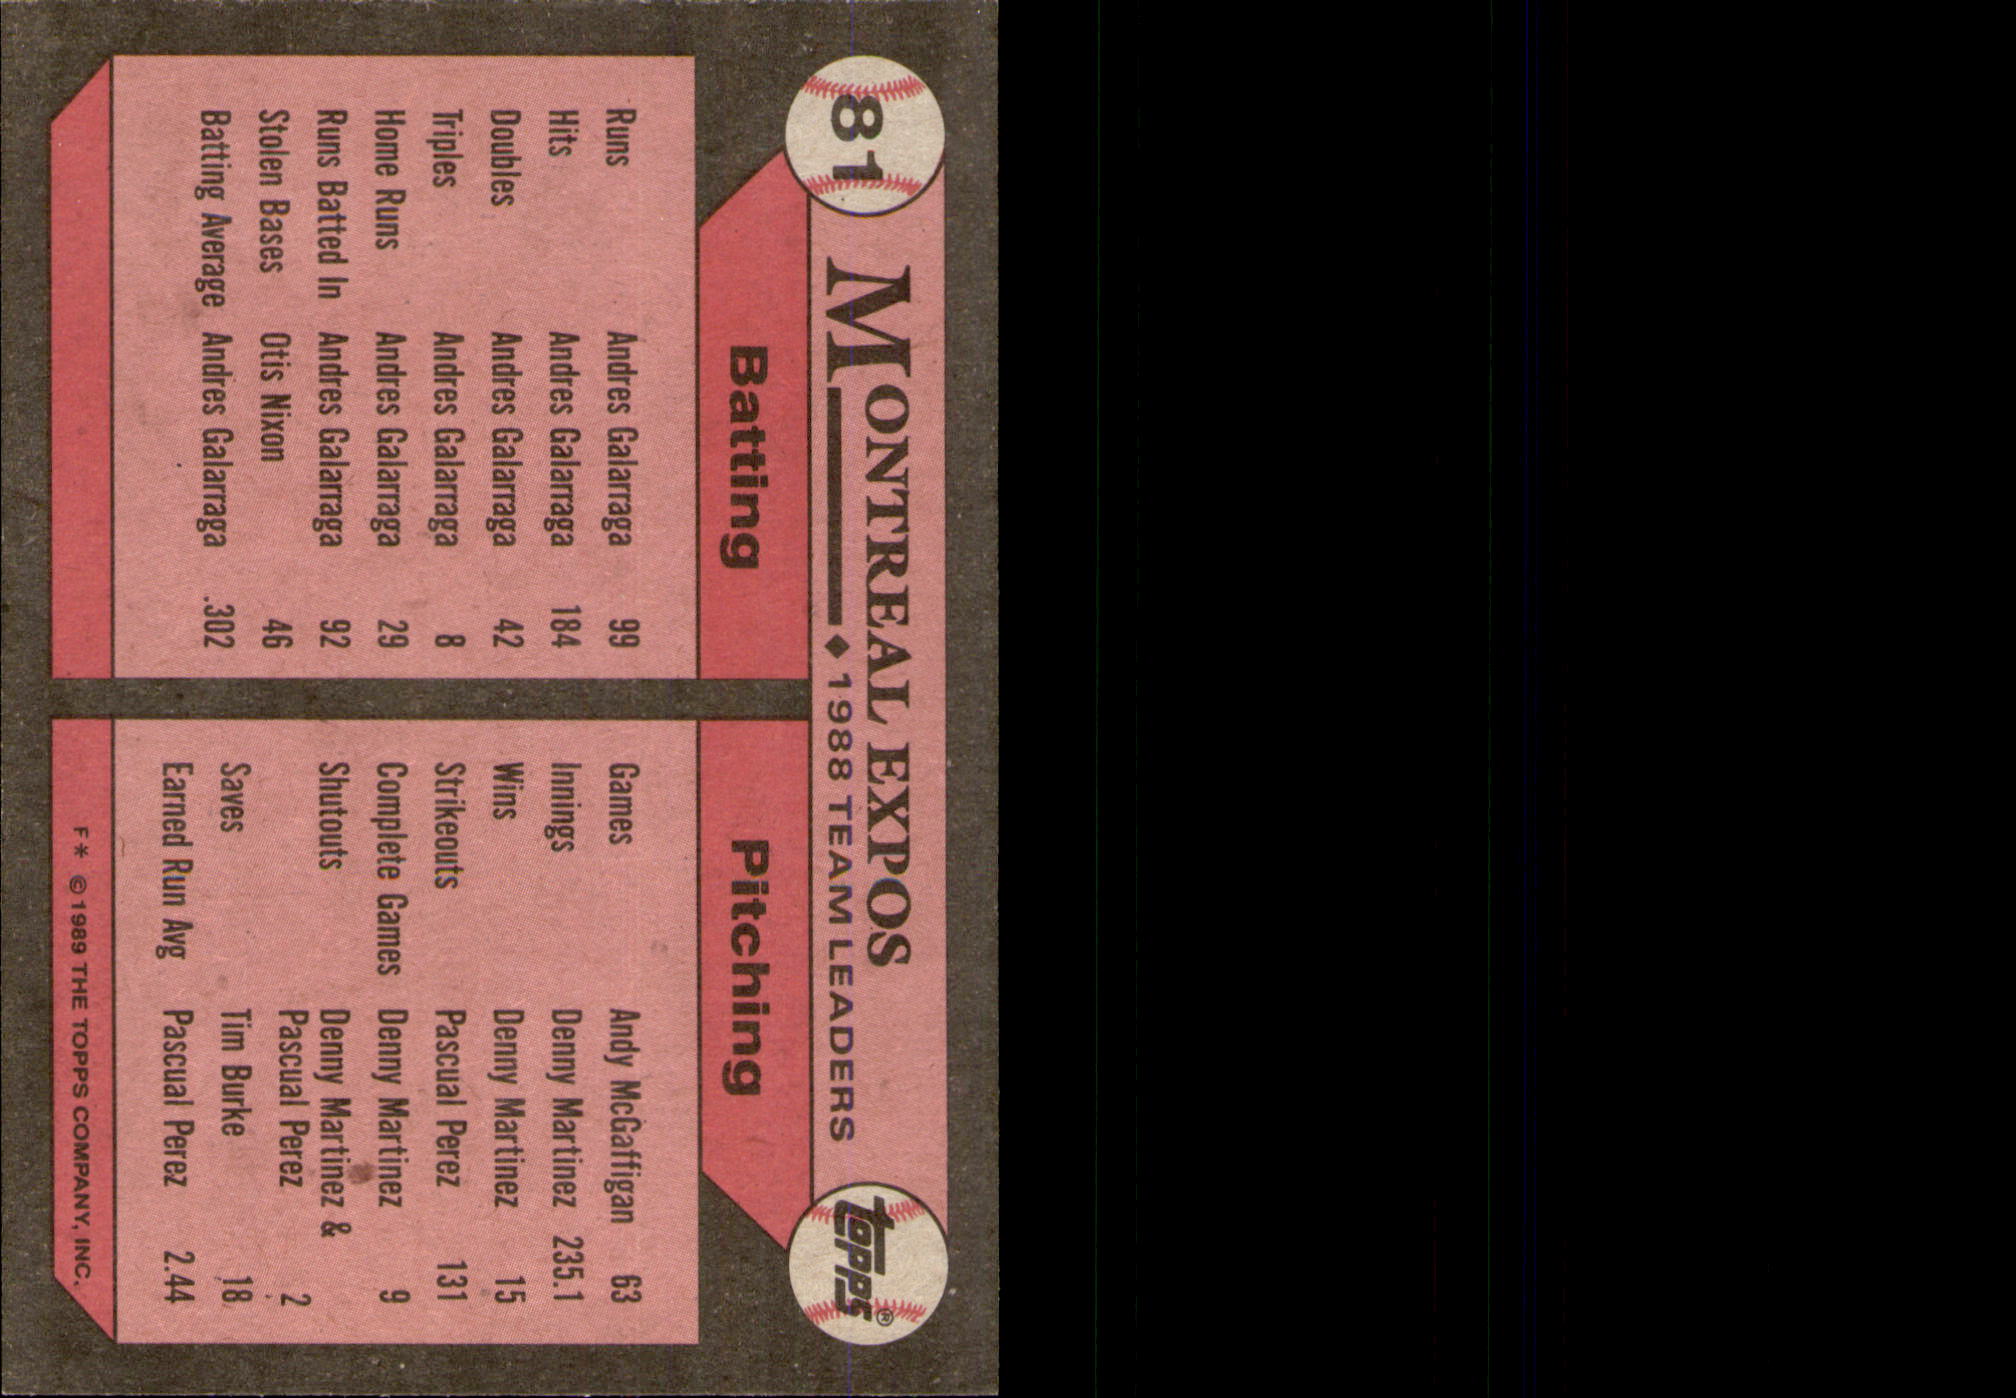 81
MONTREAL EXPOS
◆1988 TEAM LEADERS
topps®
Batting
Runs Andres Galarraga 99
Hits Andres Galarraga 184
Doubles Andres Galarraga 42
Triples Andres Galarraga 8
Home Runs Andres Galarraga 29
Runs Batted In Andres Galarraga 92
Stolen Bases Otis Nixon 46
Batting Average Andres Galarraga .302
Pitching
Games Andy McGaffigan 63
Innings Denny Martinez 235.1
Wins Denny Martinez 15
Strikeouts Pascual Perez 131
Complete Games Denny Martinez 9
Shutouts Denny Martinez &
Pascual Perez 2
Saves Tim Burke 18
Earned Run Avg Pascual Perez 2.44
F* © 1989 THE TOPPS COMPANY, INC.